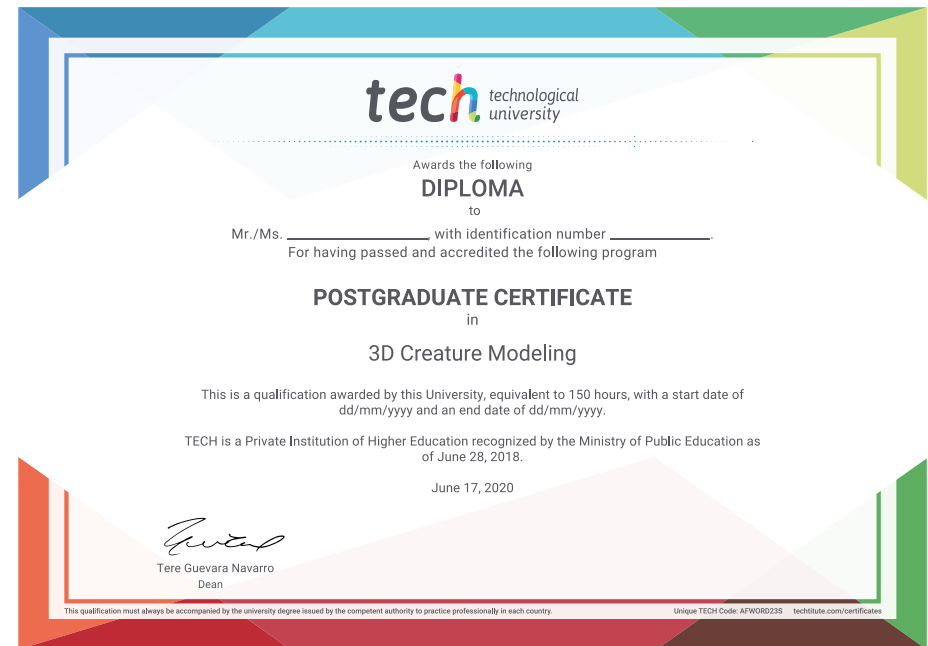 tech technological
university
Awards the following
DIPLOMA
to
Mr./Ms. ____________________, with identification number ______________.
For having passed and accredited the following program
POSTGRADUATE CERTIFICATE
in
3D Creature Modeling
This is a qualification awarded by this University, equivalent to 150 hours, with a start date of
dd/mm/yyyy and an end date of dd/mm/yyyy.
TECH is a Private Institution of Higher Education recognized by the Ministry of Public Education as
of June 28, 2018.
June 17, 2020
Tere Guevara Navarro
Dean
This qualification must always be accompanied by the university degree issued by the competent authority to practice professionally in each country.
Unique TECH Code: AFWORD23S techtitute.com/certificates